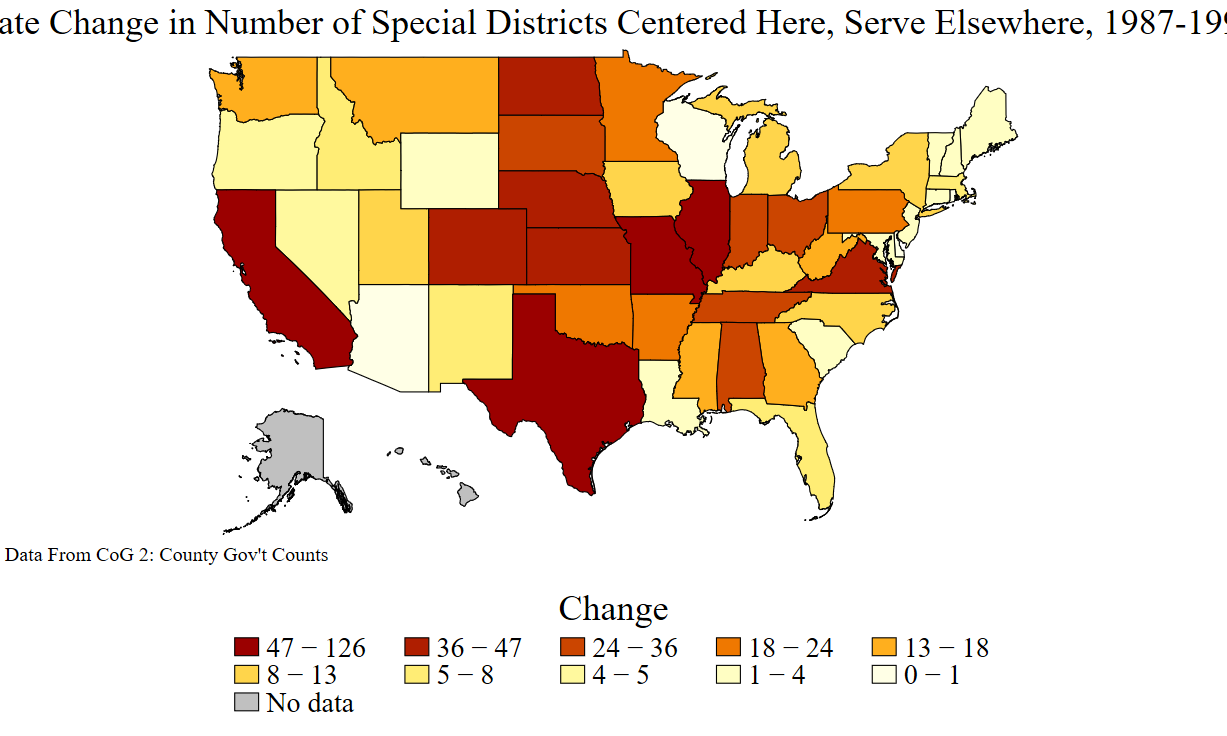 ate Change in Number of Special Districts Centered Here, Serve Elsewhere, 1987-199
Data From CoG 2: County Gov't Counts
Change
47 − 126 36 − 47 24 − 36 18 − 24 13 − 18
8 − 13 5 − 8 4 − 5 1 − 4 0 − 1
No data